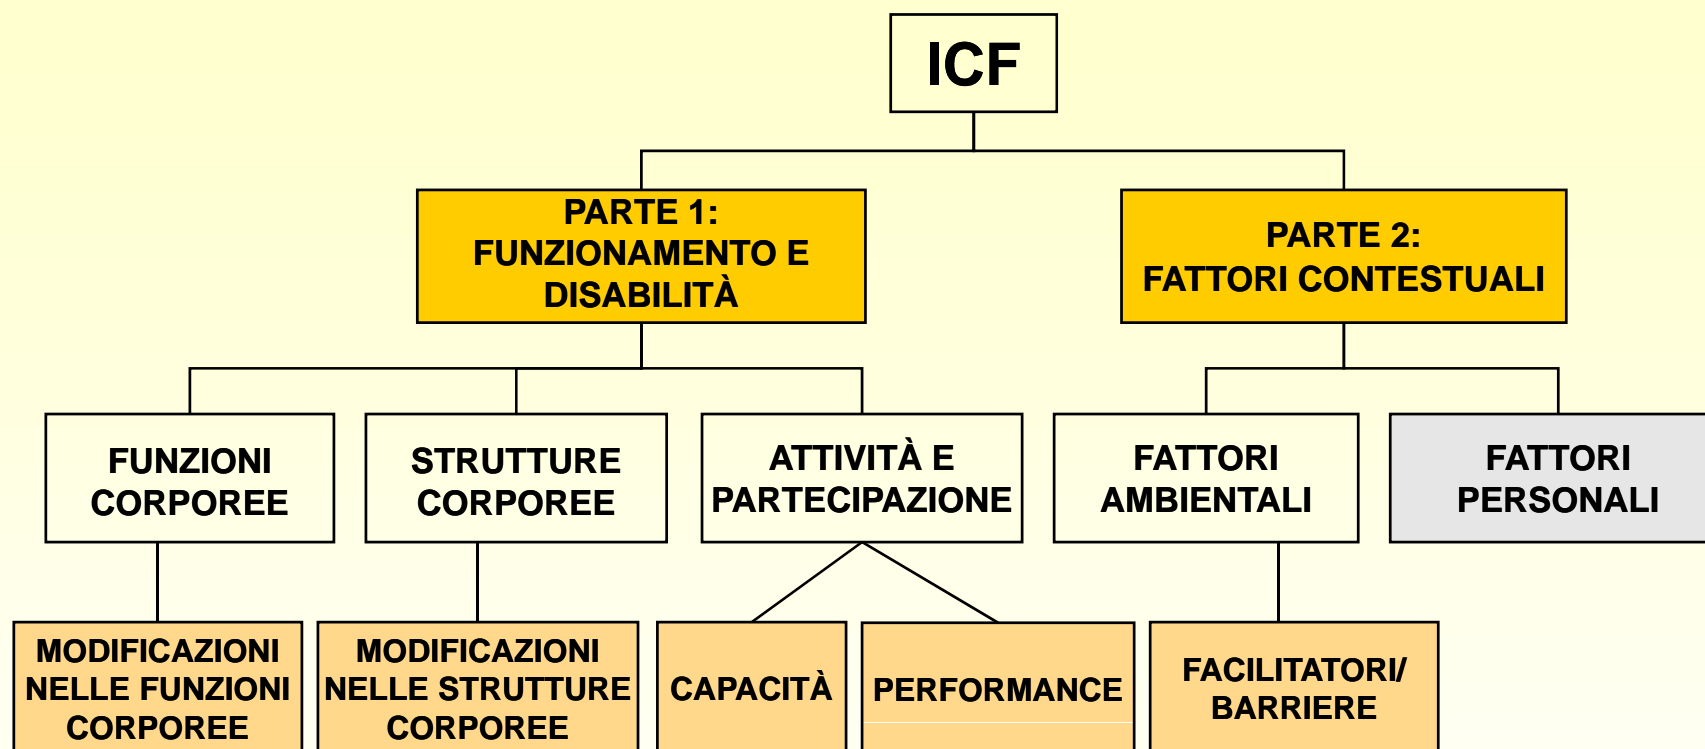 ICF
PARTE 1:
FUNZIONAMENTO E
DISABILITÀ
PARTE 2:
FATTORI CONTESTUALI
FUNZIONI
CORPOREE
STRUTTURE
CORPOREE
ATTIVITÀ E
PARTECIPAZIONE
FATTORI
AMBIENTALI
FATTORI
PERSONALI
MODIFICAZIONI
NELLE FUNZIONI
CORPOREE
MODIFICAZIONI
NELLE STRUTTURE
CORPOREE
CAPACITÀ
PERFORMANCE
FACILITATORI/
BARRIERE